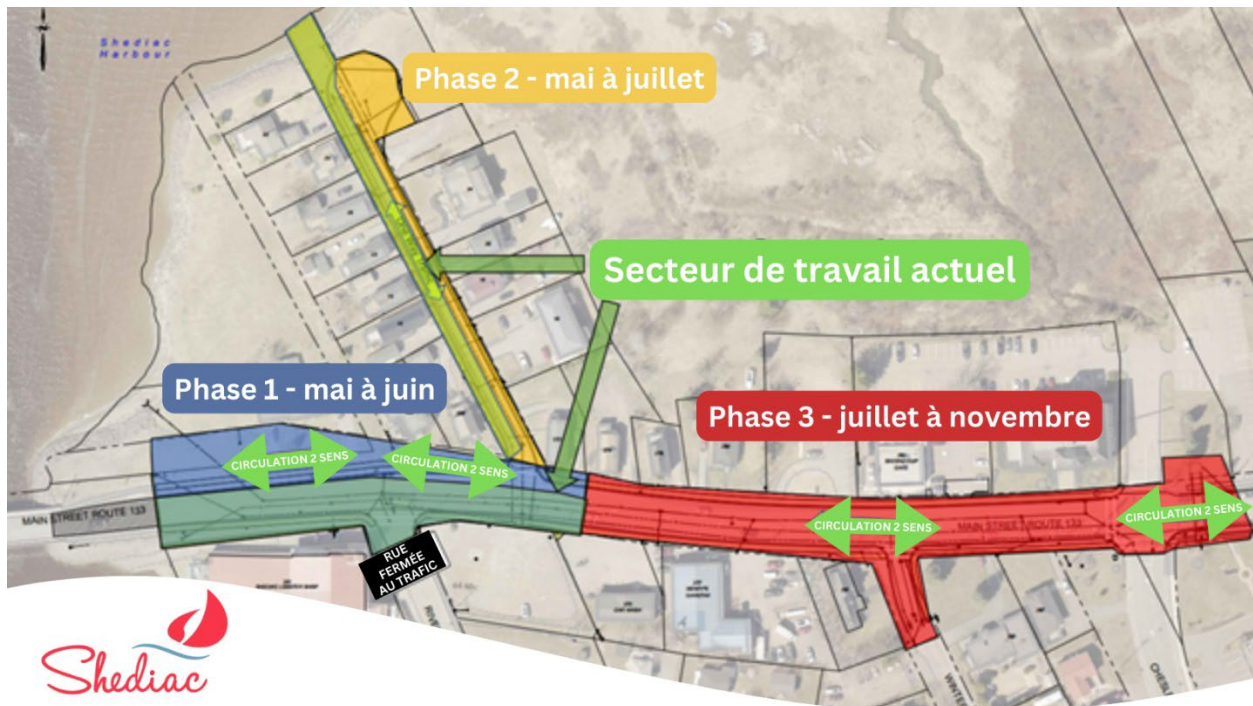 Shediac
Harbour
Phase 2 - mai à juillet
Secteur de travail actuel
Phase 1 - mai à juin
Phase 3 - juillet à novembre
CIRCULATION 2 SENS
CIRCULATION 2 SENS
CIRCULATION 2 SENS
CIRCULATION 2 SENS
MAIN STREET ROUTE 133
MAIN STREET ROUTE 133
RUE
FERMÉE
AU TRAFIC
Shediac